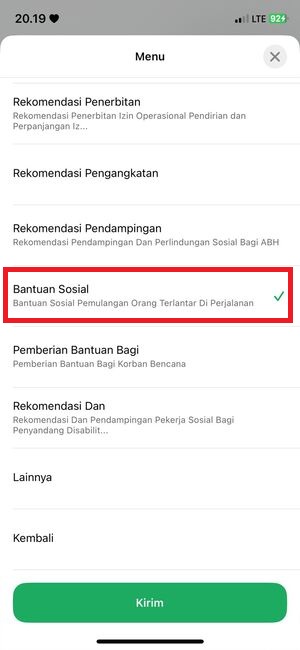 20.19
LTE 92
Menu
Rekomendasi Penerbitan
Rekomendasi Penerbitan Izin Operasional Pendirian dan
Perpanjangan Iz...
Rekomendasi Pengangkatan
Rekomendasi Pendampingan
Rekomendasi Pendampingan Dan Perlindungan Sosial Bagi ABH
Bantuan Sosial
Bantuan Sosial Pemulangan Orang Terlantar Di Perjalanan
Pemberian Bantuan Bagi
Pemberian Bantuan Bagi Korban Bencana
Rekomendasi Dan
Rekomendasi Dan Pendampingan Pekerja Sosial Bagi
Penyandang Disabilit...
Lainnya
Kembali
Kirim